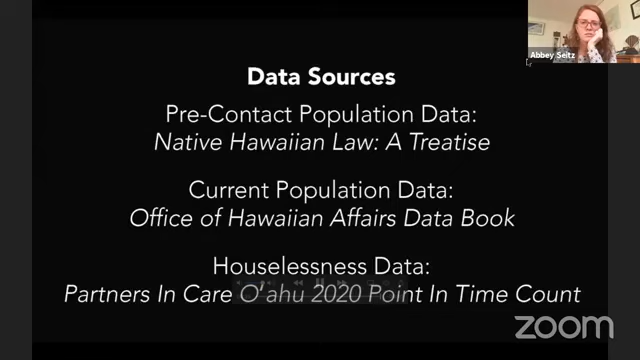 Abbey Seitz
Data Sources
Pre-Contact Population Data:
Native Hawaiian Law: A Treatise
Current Population Data:
Office of Hawaiian Affairs Data Book
Houselessness Data:
Partners In Care O'ahu 2020 Point In Time Count
zoom